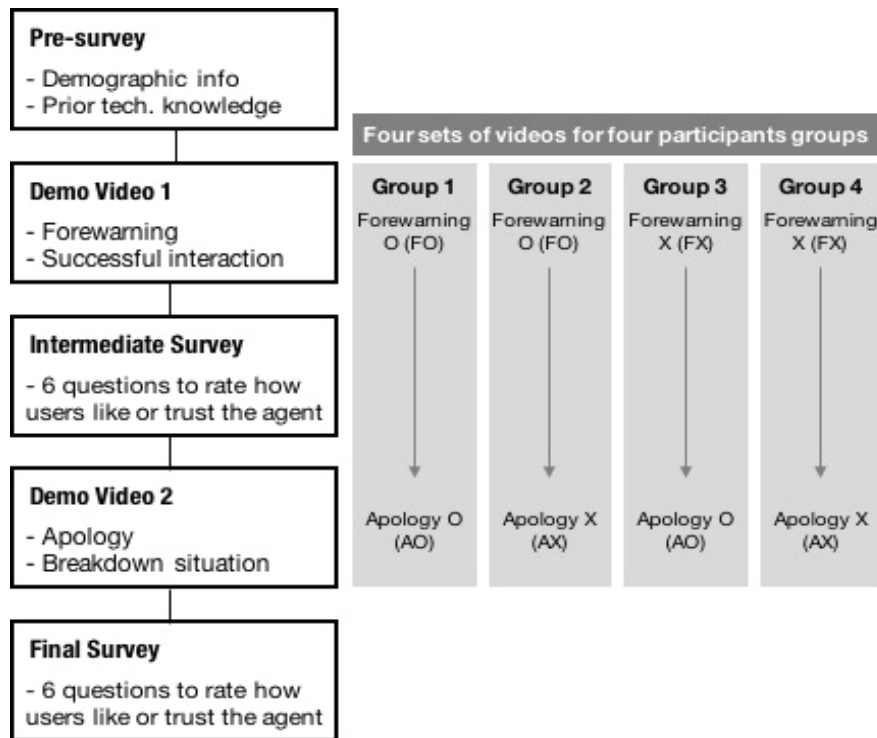 Pre-survey
- Demographic info
- Prior tech. knowledge
Demo Video 1
- Forewarning
- Successful interaction
Intermediate Survey
- 6 questions to rate how
users like or trust the agent
Demo Video 2
- Apology
- Breakdown situation
Final Survey
- 6 questions to rate how
users like or trust the agent
Four sets of videos for four participants groups
Group 1
Forewarning
O (FO)
Apology O
(AO)
Group 2
Forewarning
O (FO)
Apology X
(AX)
Group 3
Forewarning
X (FX)
Apology O
(AO)
Group 4
Forewarning
X (FX)
Apology X
(AX)